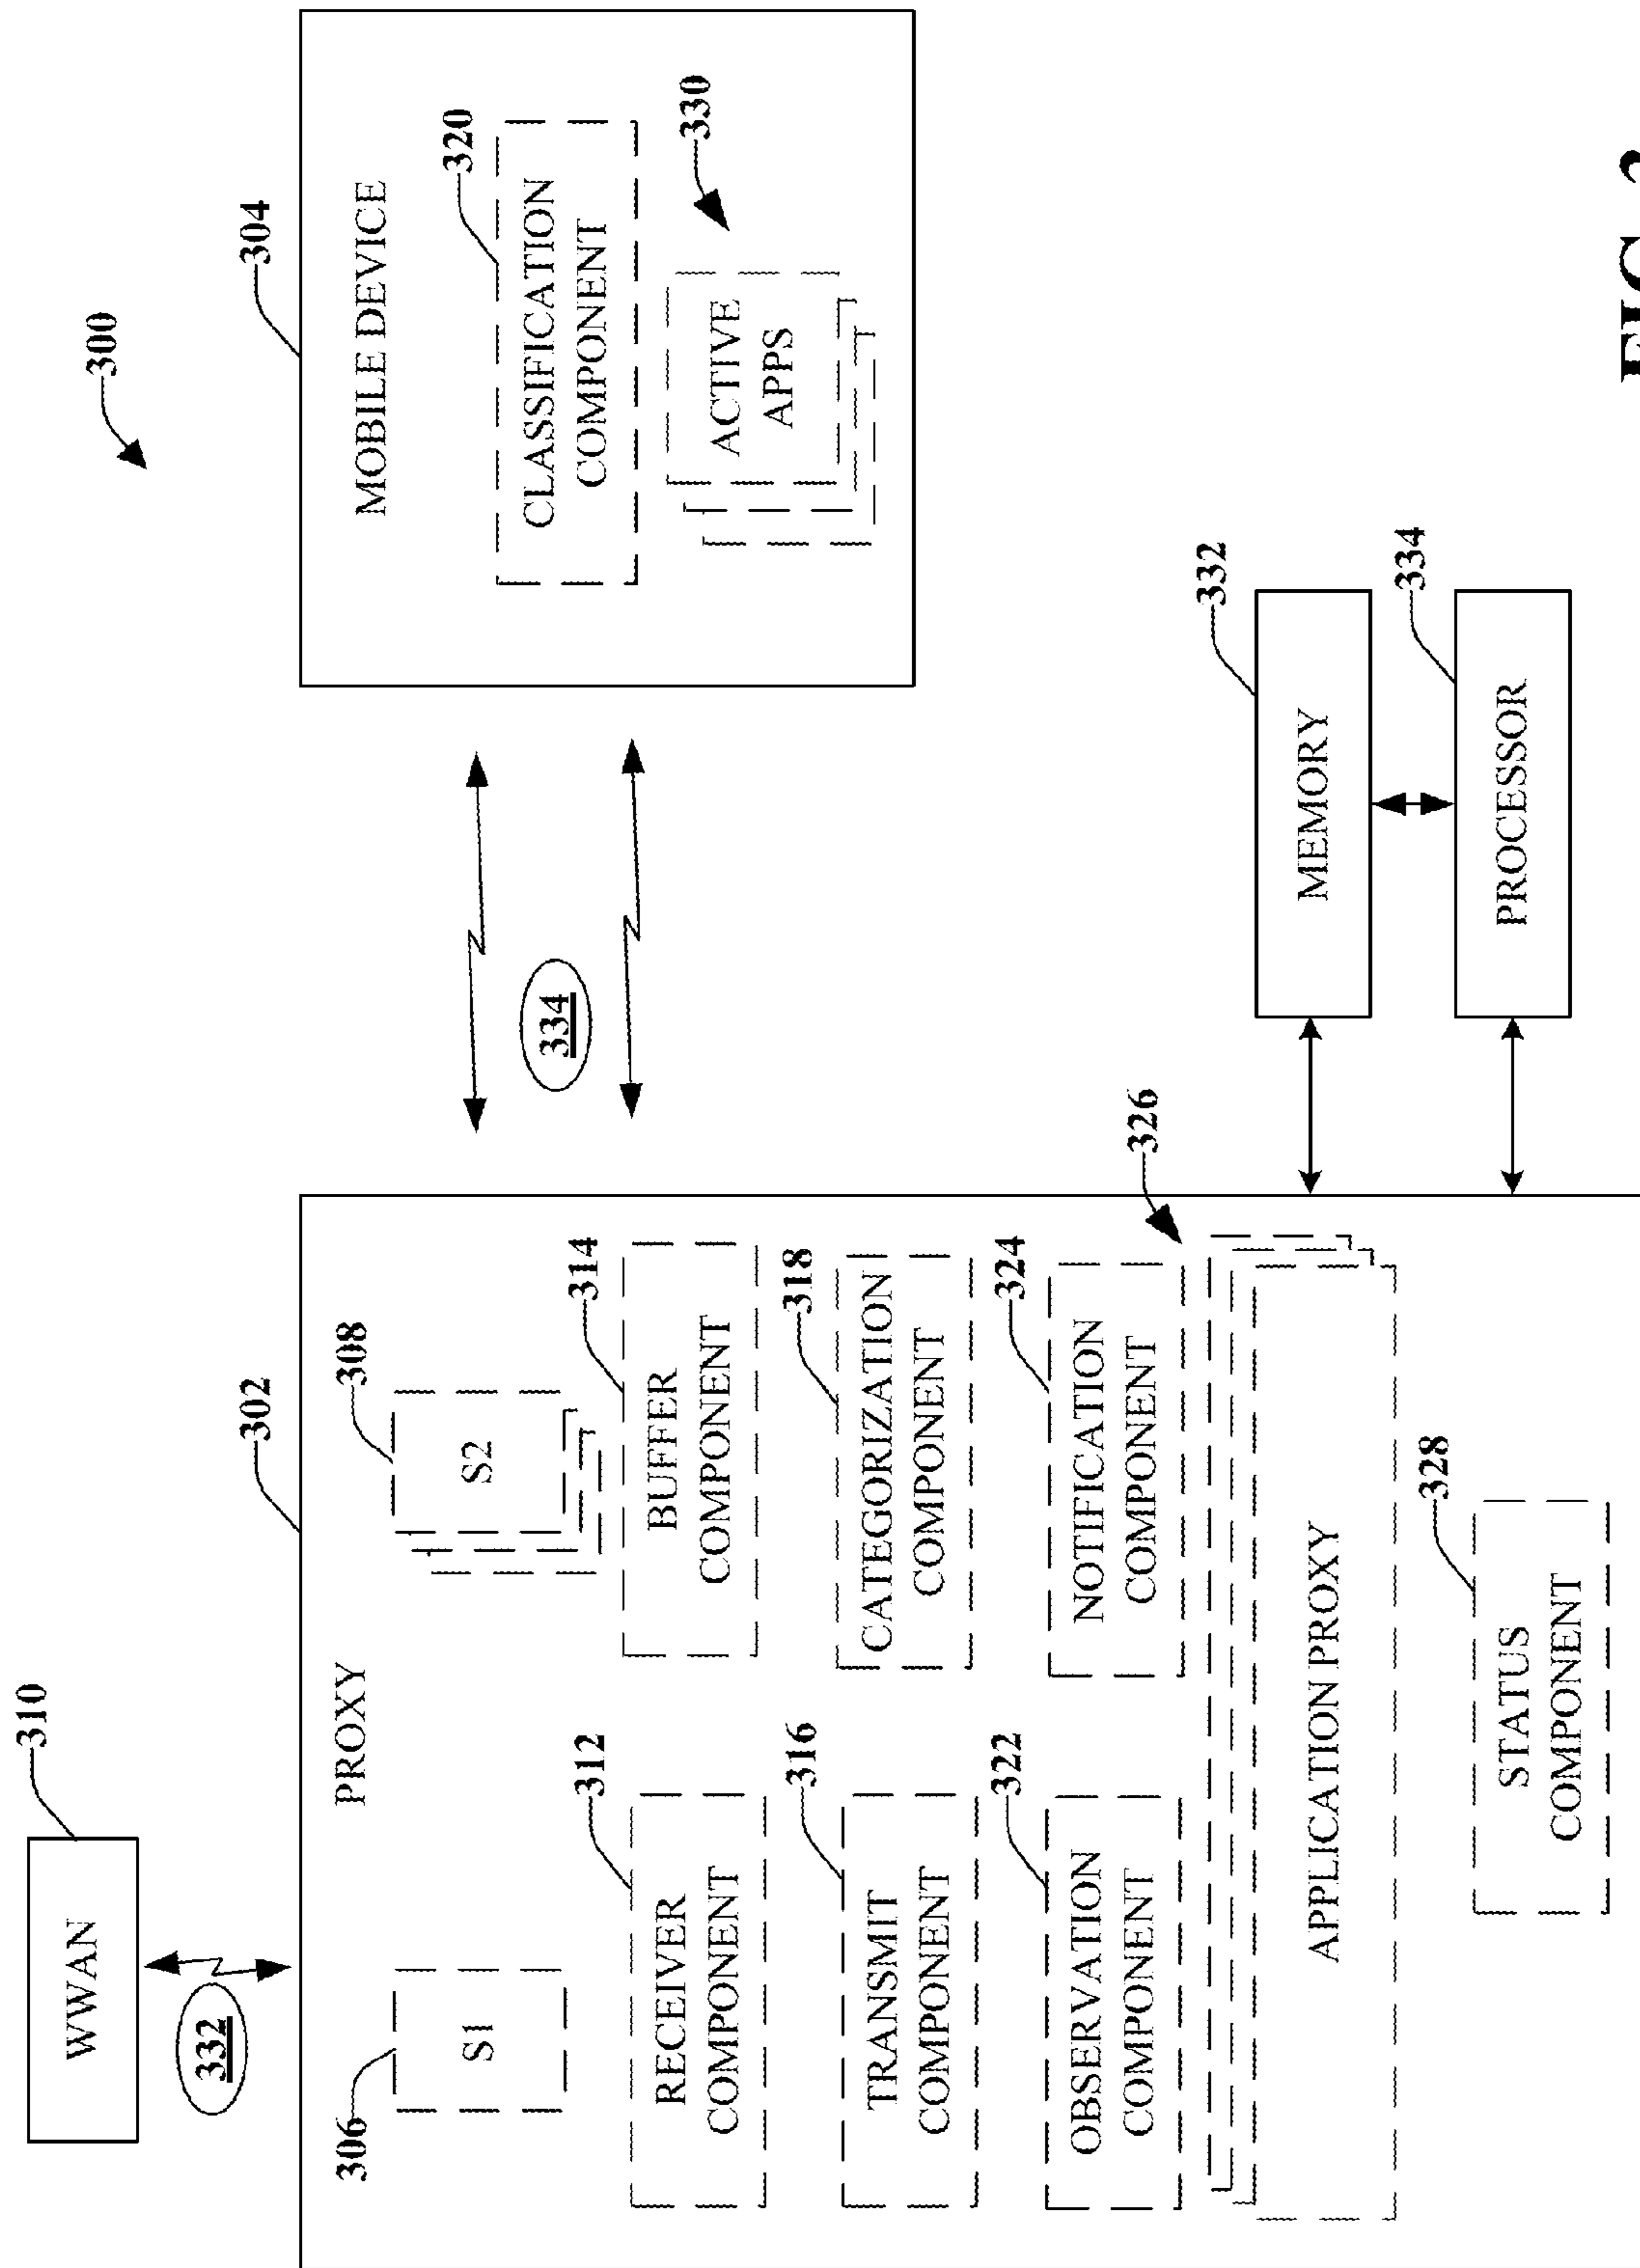 310
WWAN
332
300
302
304
PROXY
306
S1
308
S2
312
RECEIVER
COMPONENT
314
BUFFER
COMPONENT
316
TRANSMIT
COMPONENT
318
CATEGORIZATION
COMPONENT
322
OBSERVATION
COMPONENT
324
NOTIFICATION
COMPONENT
326
APPLICATION PROXY
328
STATUS
COMPONENT
334
MOBILE DEVICE
320
CLASSIFICATION
COMPONENT
330
ACTIVE
APPS
332
MEMORY
334
PROCESSOR
FIG.